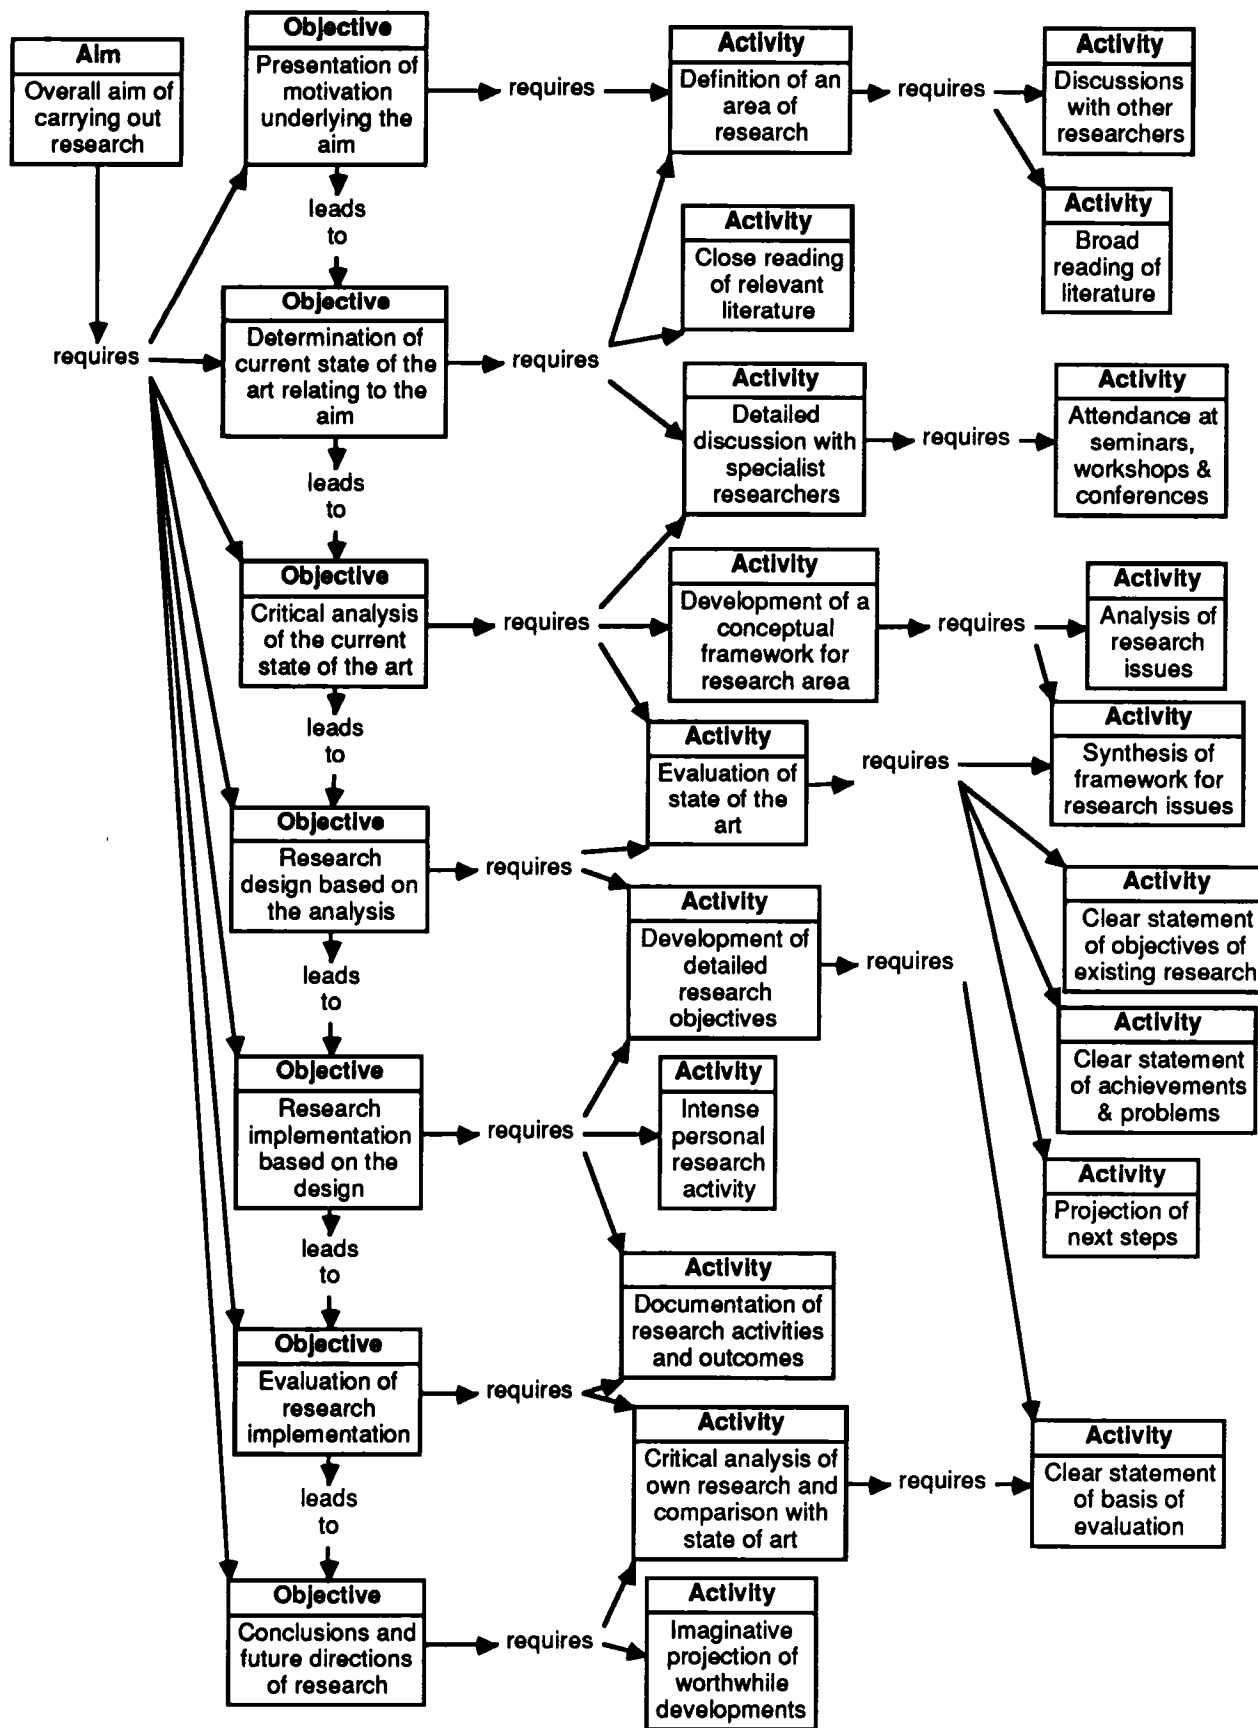 Aim
Overall aim of
carrying out
research
requires
Objective
Presentation of
motivation
underlying the
aim
leads
to
Objective
Determination of
current state of the
art relating to the
aim
leads
to
Objective
Critical analysis
of the current
state of the art
leads
to
Objective
Research
design based on
the analysis
leads
to
Objective
Research
implementation
based on the
design
leads
to
Objective
Evaluation of
research
implementation
leads
to
Objective
Conclusions and
future directions
of research
requires
requires
requires
requires
requires
requires
requires
Activity
Definition of an
area of
research
Activity
Close reading
of relevant
literature
Activity
Detailed
discussion with
specialist
researchers
Activity
Development of a
conceptual
framework for
research area
Activity
Evaluation of
state of the
art
Activity
Development of
detailed
research
objectives
Activity
Intense
personal
research
activity
Activity
Documentation of
research activities
and outcomes
Activity
Critical analysis of
own research and
comparison with
state of art
Activity
Imaginative
projection of
worthwhile
developments
requires
requires
requires
requires
requires
requires
Activity
Discussions
with other
researchers
Activity
Broad
reading of
literature
Activity
Attendance at
seminars,
workshops &
conferences
Activity
Analysis of
research
issues
Activity
Synthesis of
framework for
research issues
Activity
Clear statement
of objectives of
existing research
Activity
Clear statement
of achievements
& problems
Activity
Projection of
next steps
Activity
Clear statement
of basis of
evaluation